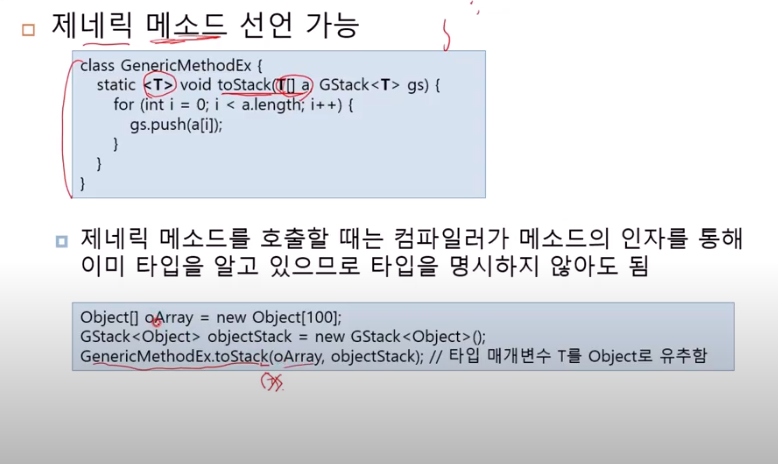 제네릭 메소드 선언 가능
class GenericMethodEx {
static <T> void toStack(T[] a, GStack<T> gs) {
for (int i = 0; i < a.length; i++) {
gs.push(a[i]);
}
}
}
제네릭 메소드를 호출할 때는 컴파일러가 메소드의 인자를 통해
이미 타입을 알고 있으므로 타입을 명시하지 않아도 됨
Object[] oArray = new Object[100];
GStack<Object> objectStack = new GStack<Object>();
GenericMethodEx.toStack(oArray, objectStack); // 타입 매개변수 T를 Object로 유추함